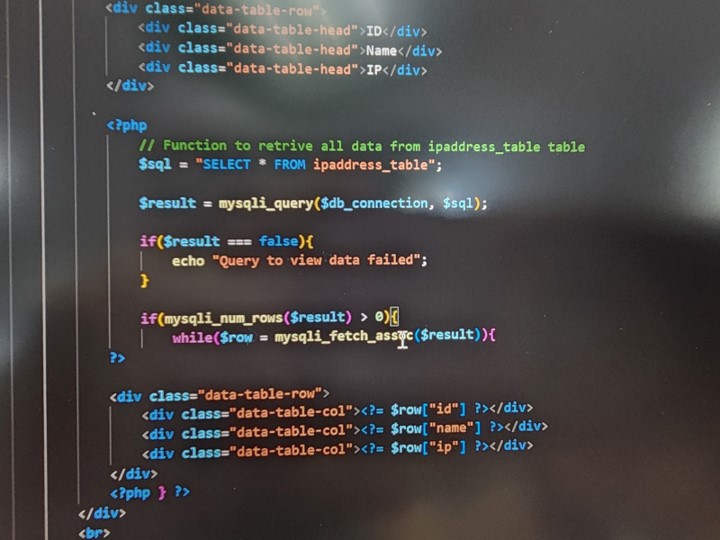 <div class="data-table-row">
<div class="data-table-head">ID</div>
<div class="data-table-head">Name</div>
<div class="data-table-head">IP</div>
</div>
<?php
// Function to retrive all data from ipaddress_table table
$sql = "SELECT * FROM ipaddress_table";
$result = mysqli_query($db_connection, $sql);
if($result === false){
echo "Query to view data failed";
}
if(mysqli_num_rows($result) > 0){
while($row = mysqli_fetch_assoc($result)){
?>
<div class="data-table-row">
<div class="data-table-col"><?= $row["id"] ?></div>
<div class="data-table-col"><?= $row["name"] ?></div>
<div class="data-table-col"><?= $row["ip"] ?></div>
</div>
<?php } ?>
</div>
<br>